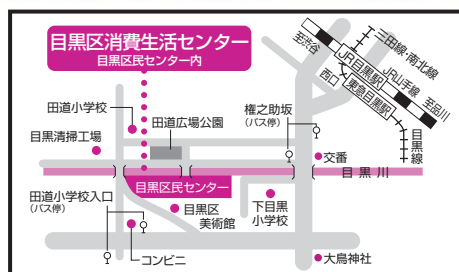 目黒区消費生活センター
目黒区民センター内
至渋谷
三田線・南北線
JR目黒駅
JR山手線
至品川
西口
東急目黒駅
目黒線
田道小学校
田道広場公園
権之助坂
(バス停)
目黒清掃工場
交番
目黒川
目黒区民センター
田道小学校入口
(バス停)
目黒区
美術館
下目黒
小学校
コンビニ
大鳥神社